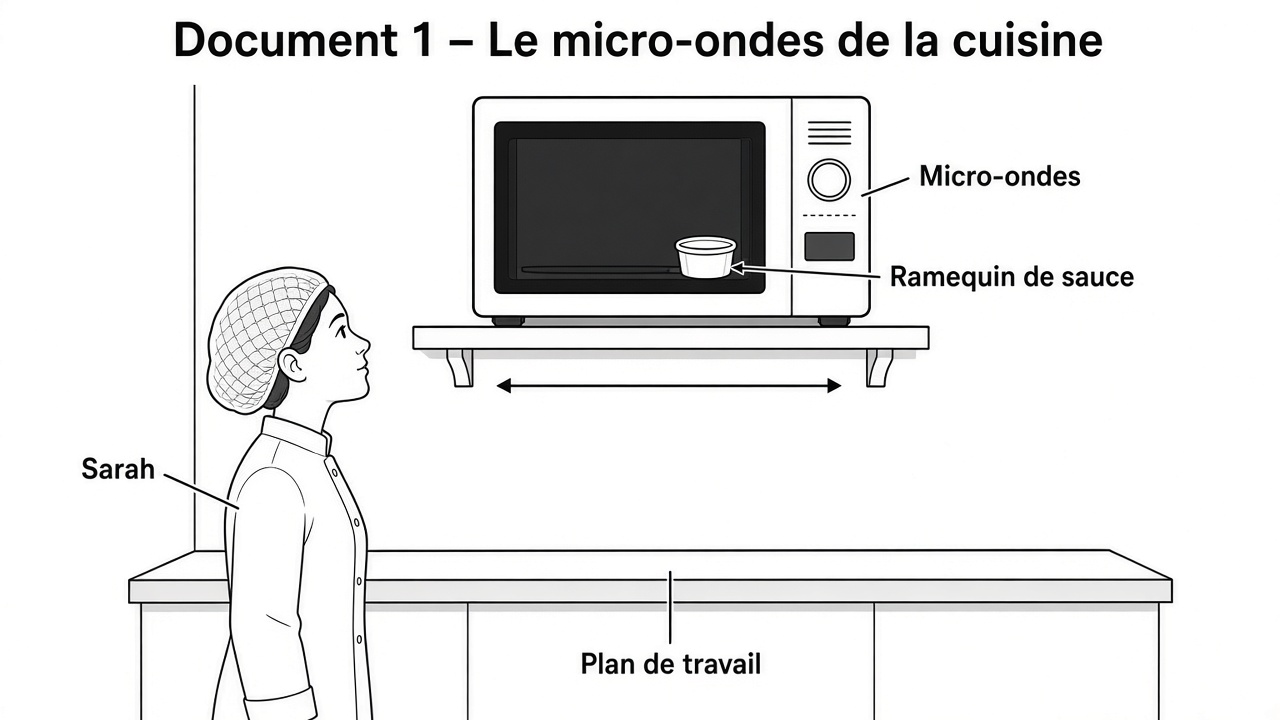 Document 1 – Le micro-ondes de la cuisine
Micro-ondes
Ramequin de sauce
Sarah
Plan de travail